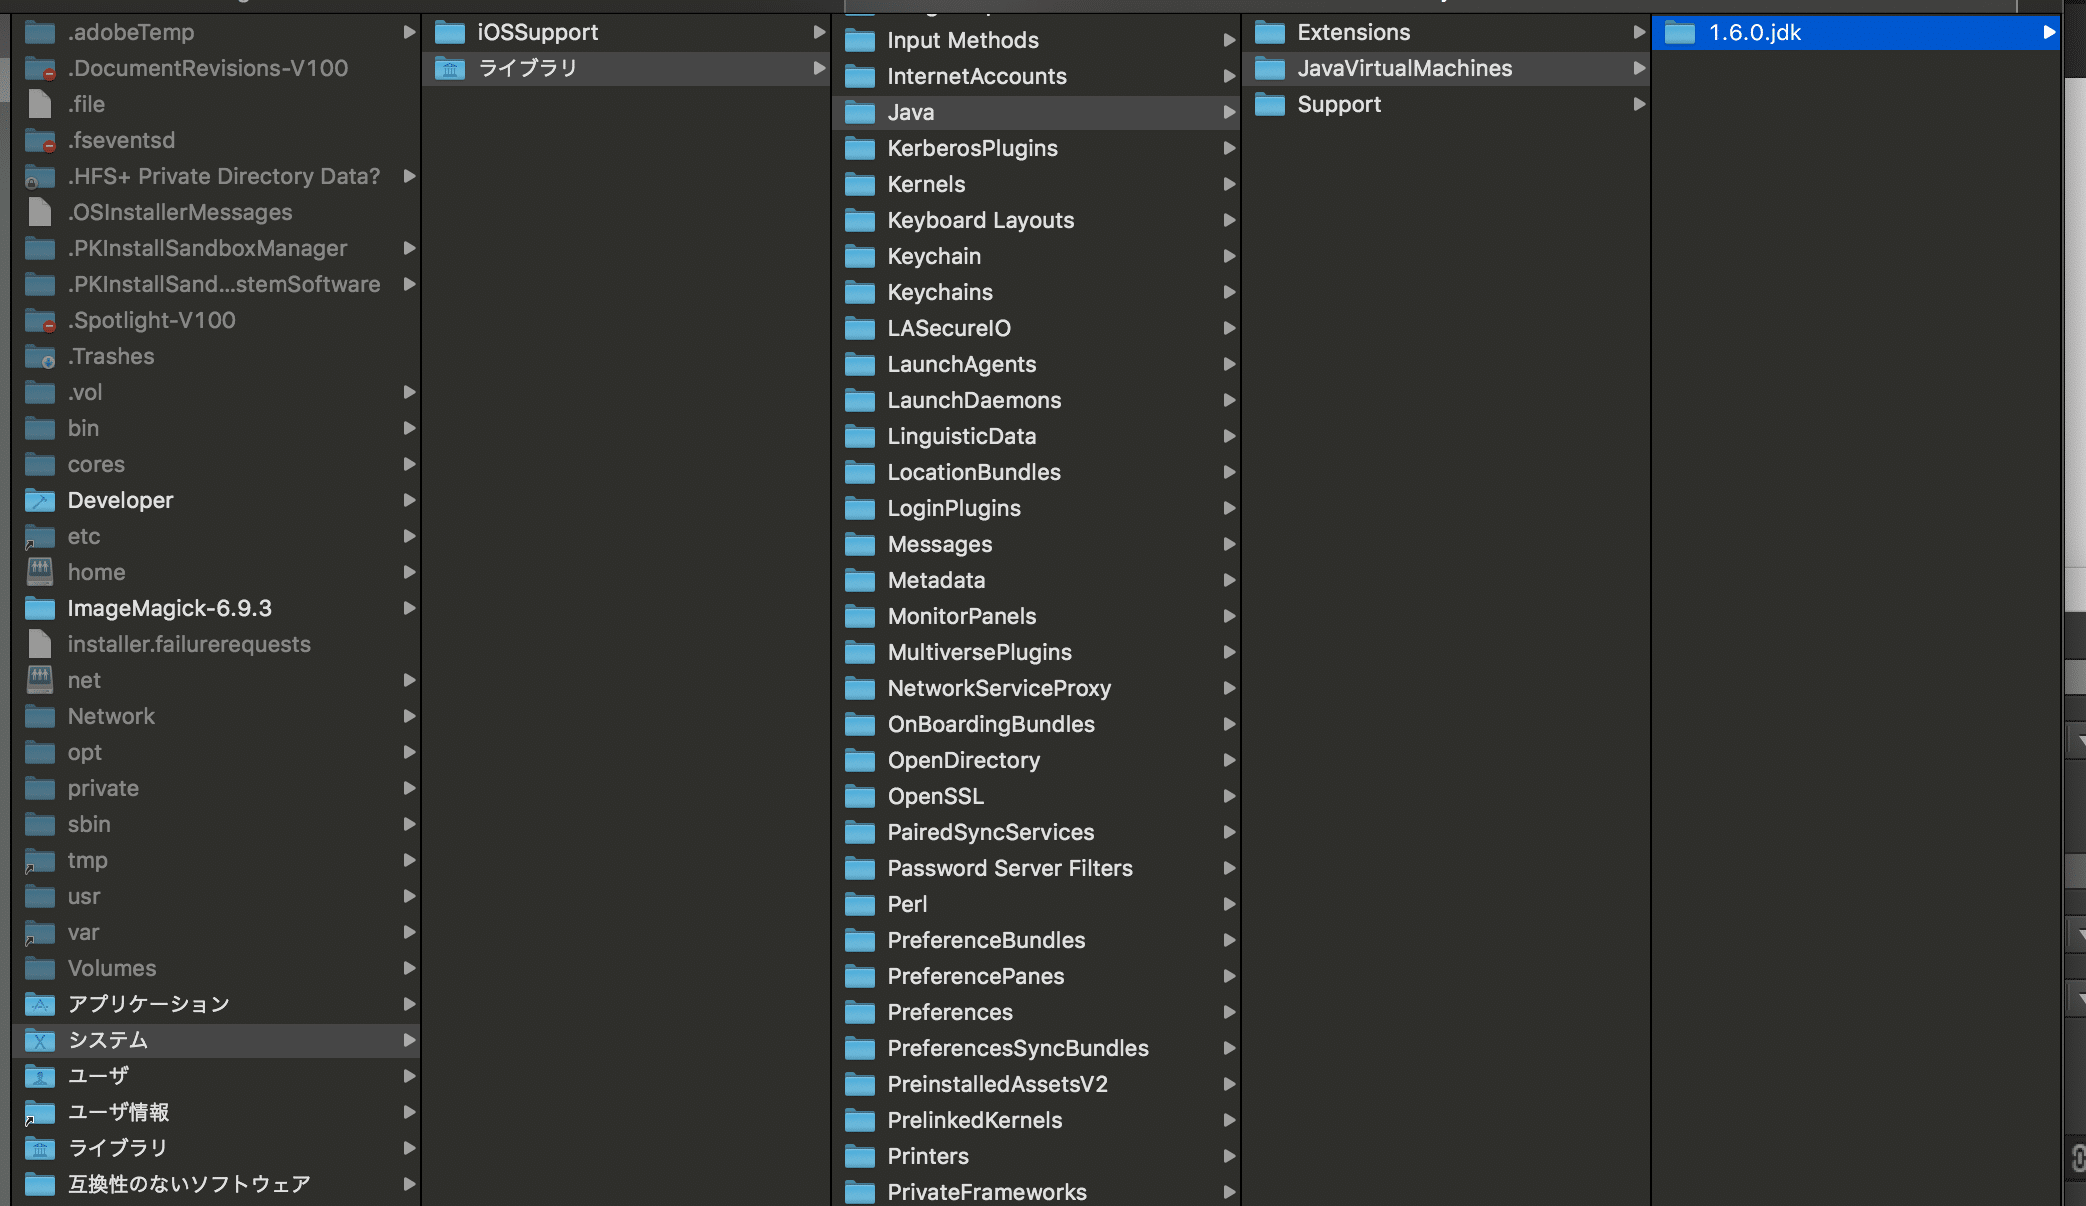 .adobeTemp
.DocumentRevisions-V100
.file
.fseventsd
.HFS+ Private Directory Data?
.OSInstallerMessages
.PKInstallSandboxManager
.PKInstallSand...stemSoftware
.Spotlight-V100
.Trashes
.vol
bin
cores
Developer
etc
home
ImageMagick-6.9.3
installer.failurerequests
net
Network
opt
private
sbin
tmp
usr
var
Volumes
アプリケーション
システム
ユーザ
ユーザ情報
ライブラリ
互換性のないソフトウェア
iOSSupport
ライブラリ
Input Methods
InternetAccounts
Java
KerberosPlugins
Kernels
Keyboard Layouts
Keychain
Keychains
LASecureIO
LaunchAgents
LaunchDaemons
LinguisticData
LocationBundles
LoginPlugins
Messages
Metadata
MonitorPanels
MultiversePlugins
NetworkServiceProxy
OnBoardingBundles
OpenDirectory
OpenSSL
PairedSyncServices
Password Server Filters
Perl
PreferenceBundles
PreferencePanes
Preferences
PreferencesSyncBundles
PreinstalledAssetsV2
PrelinkedKernels
Printers
PrivateFrameworks
Extensions
JavaVirtualMachines
Support
1.6.0.jdk